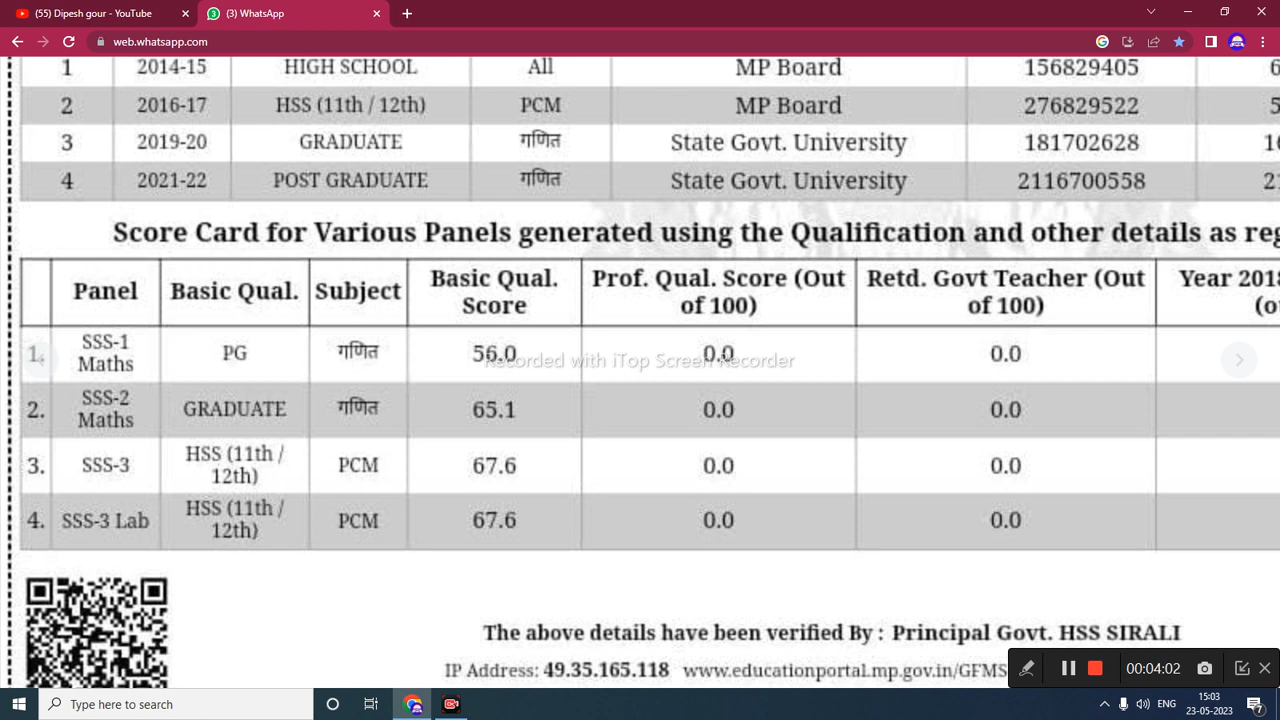 (55) Dipesh gour - YouTube
(3) WhatsApp
web.whatsapp.com
1 2014-15 HIGH SCHOOL All MP Board 156829405 6
2 2016-17 HSS (11th / 12th) PCM MP Board 276829522 5
3 2019-20 GRADUATE गणित State Govt. University 181702628 16
4 2021-22 POST GRADUATE गणित State Govt. University 2116700558 21
Score Card for Various Panels generated using the Qualification and other details as reg
Panel Basic Qual. Subject Basic Qual. Score Prof. Qual. Score (Out of 100) Retd. Govt Teacher (Out of 100) Year 2018 (o
1. SSS-1 Maths PG गणित 56.0 0.0 0.0
Recorded with iTop Screen Recorder
2. SSS-2 Maths GRADUATE गणित 65.1 0.0 0.0
3. SSS-3 HSS (11th / 12th) PCM 67.6 0.0 0.0
4. SSS-3 Lab HSS (11th / 12th) PCM 67.6 0.0 0.0
The above details have been verified By : Principal Govt. HSS SIRALI
IP Address: 49.35.165.118 www.educationportal.mp.gov.in/GFMS
00:04:02
Type here to search
ENG
15:03
23-05-2023
7